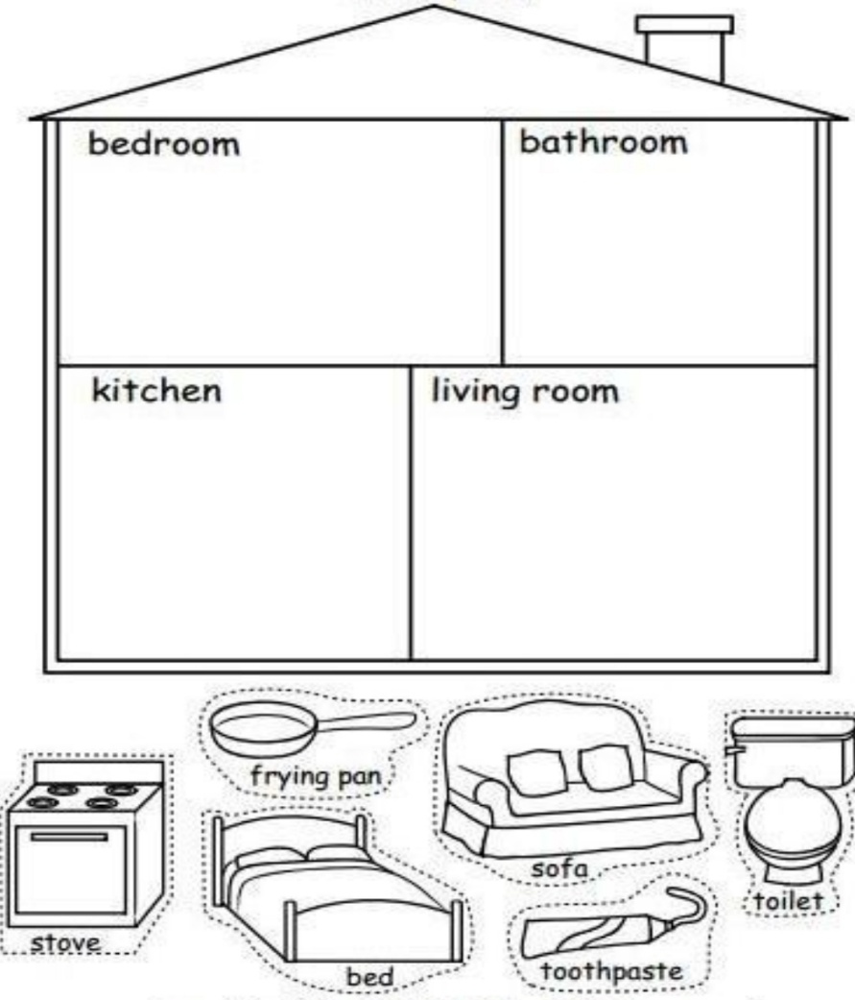 bedroom
bathroom
kitchen
living room
frying pan
sofa
toilet
stove
bed
toothpaste